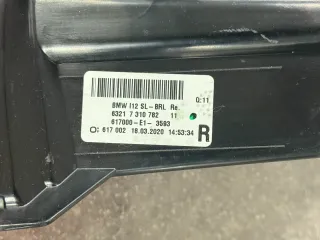 Q:11
BMW I12 SL-BRL Re.
6321 7 310 782 11
617000-E1- 3593
617 002 18.03.2020 14:53:34
R